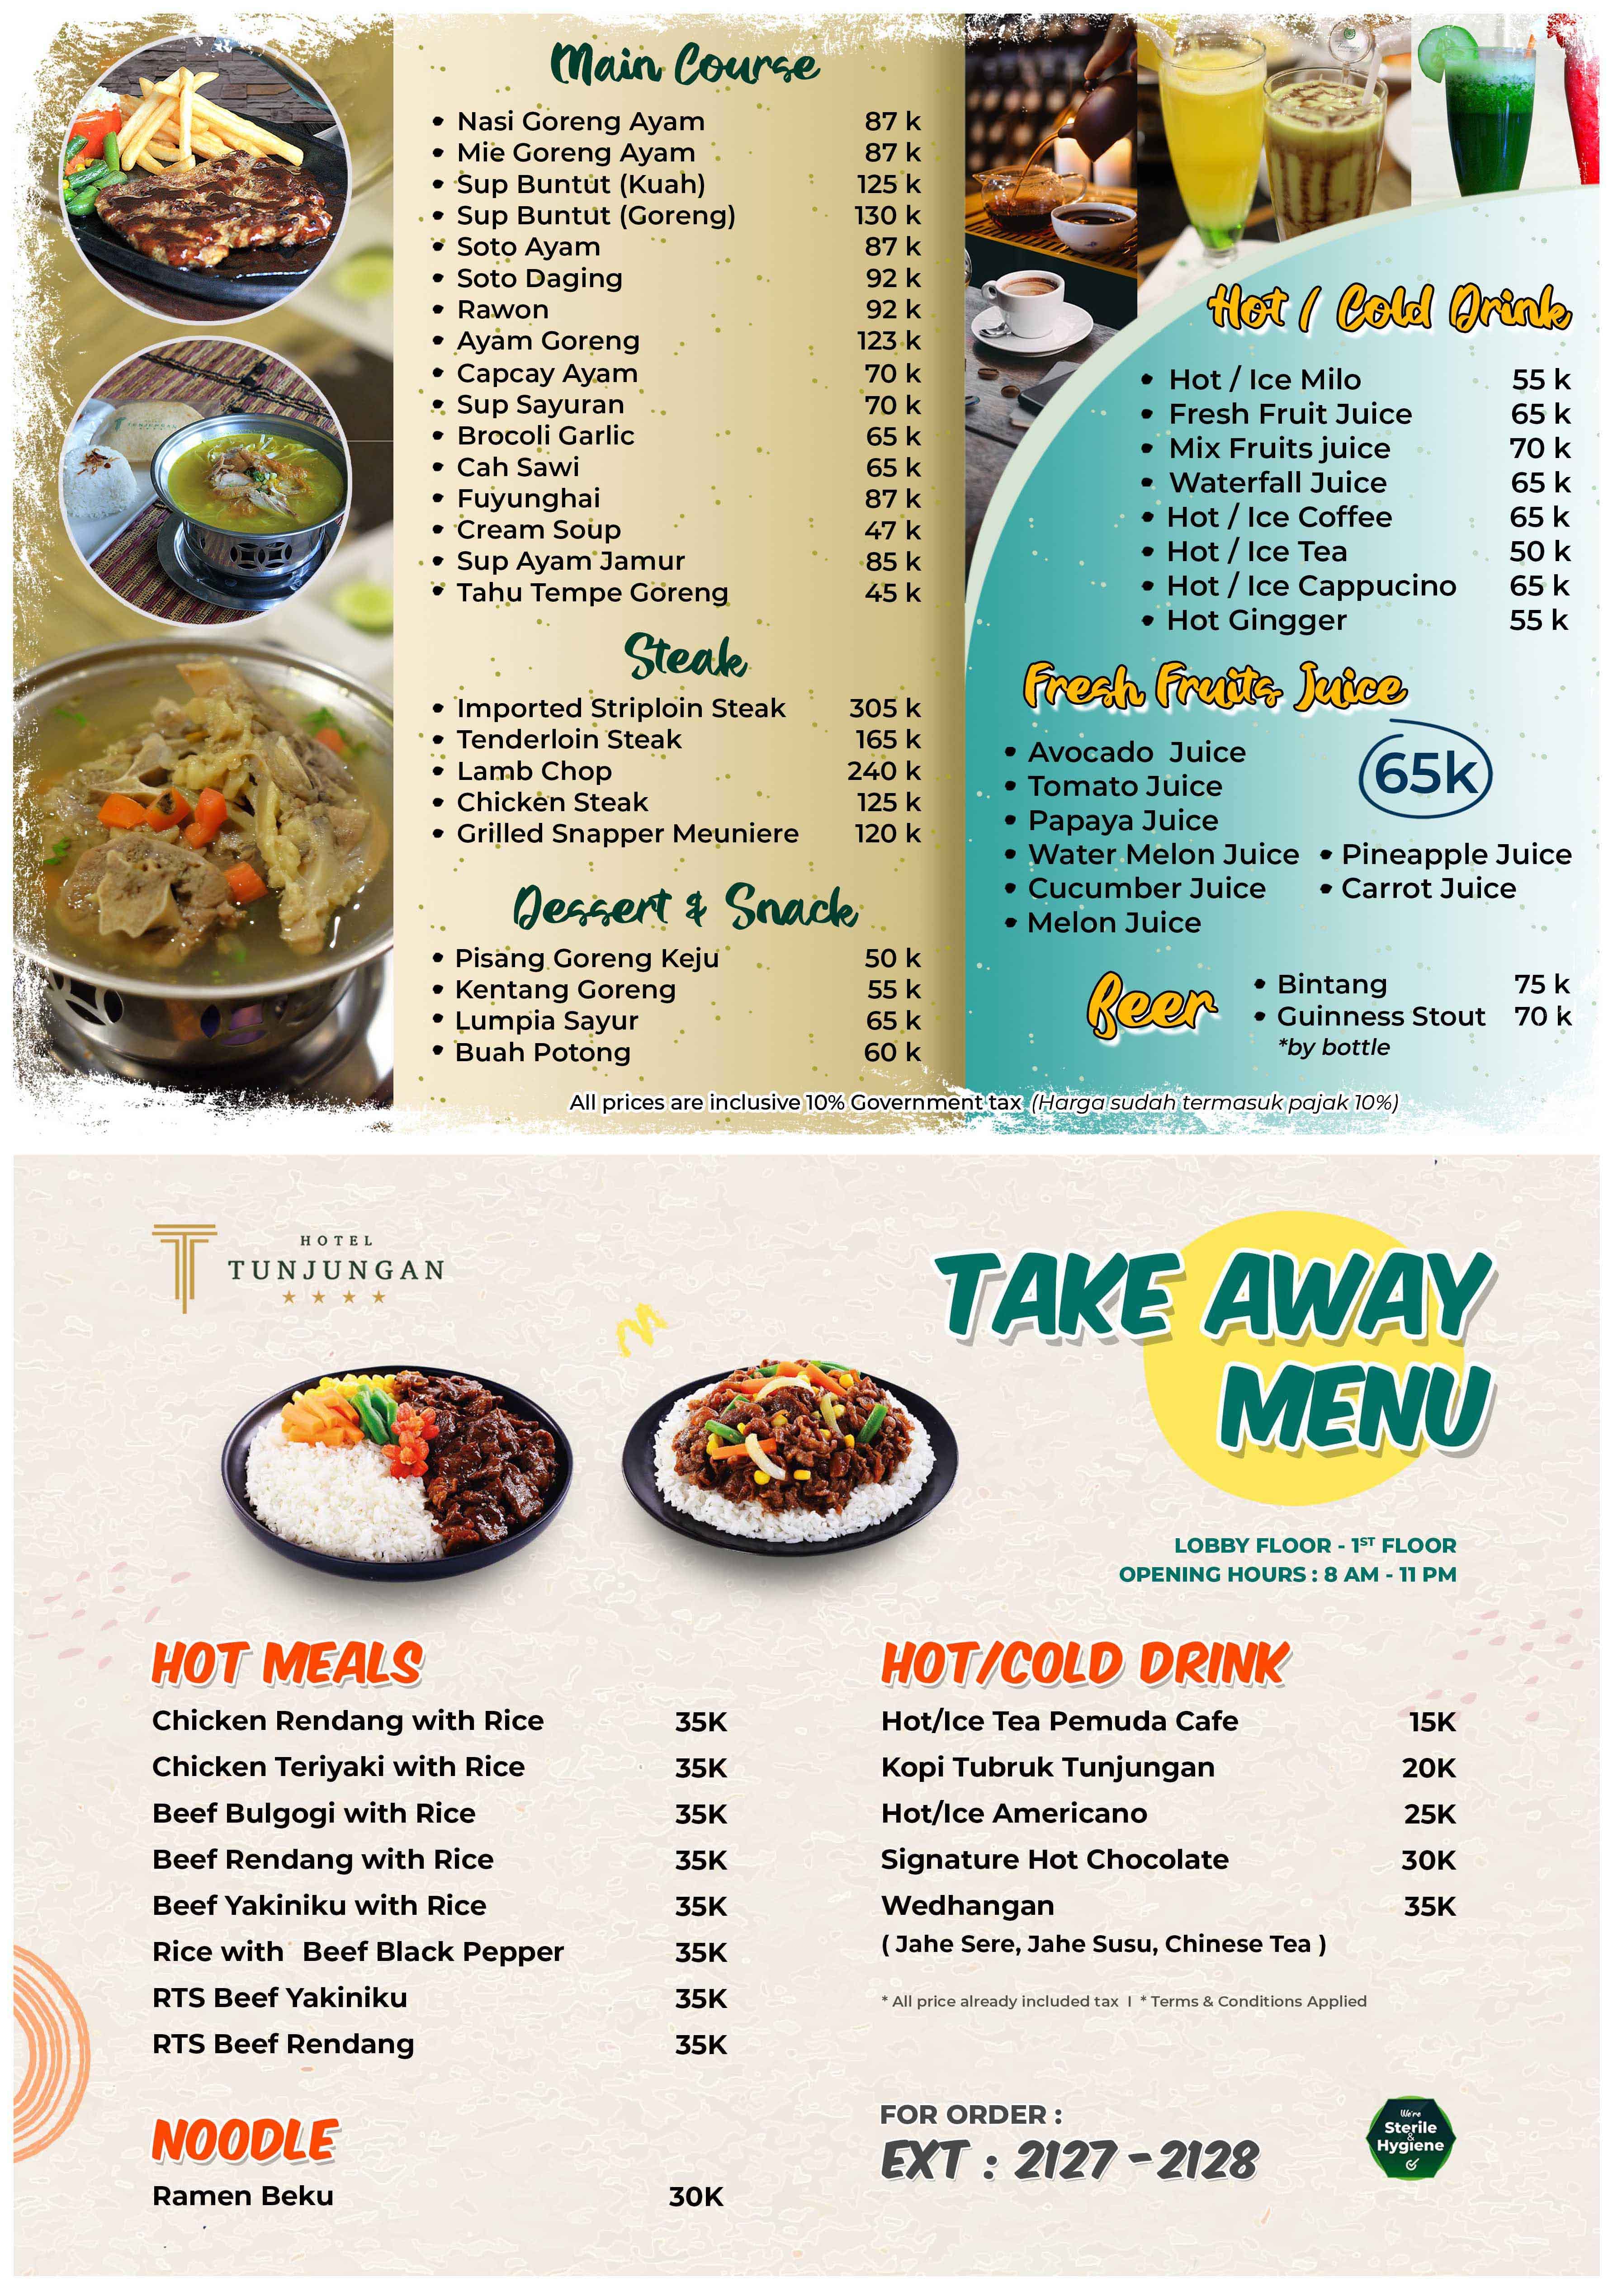 Main Course
• Nasi Goreng Ayam 87 k
• Mie Goreng Ayam 87 k
• Sup Buntut (Kuah) 125 k
• Sup Buntut (Goreng) 130 k
• Soto Ayam 87 k
• Soto Daging 92 k
• Rawon 92 k
• Ayam Goreng 123 k
• Capcay Ayam 70 k
• Sup Sayuran 70 k
• Brocoli Garlic 65 k
• Cah Sawi 65 k
• Fuyunghai 87 k
• Cream Soup 47 k
• Sup Ayam Jamur 85 k
• Tahu Tempe Goreng 45 k
Steak
• Imported Striploin Steak 305 k
• Tenderloin Steak 165 k
• Lamb Chop 240 k
• Chicken Steak 125 k
• Grilled Snapper Meuniere 120 k
Dessert & Snack
• Pisang Goreng Keju 50 k
• Kentang Goreng 55 k
• Lumpia Sayur 65 k
• Buah Potong 60 k
Hot / Cold Drink
• Hot / Ice Milo 55 k
• Fresh Fruit Juice 65 k
• Mix Fruits juice 70 k
• Waterfall Juice 65 k
• Hot / Ice Coffee 65 k
• Hot / Ice Tea 50 k
• Hot / Ice Cappucino 65 k
• Hot Gingger 55 k
Fresh Fruits Juice
65k
• Avocado Juice
• Tomato Juice
• Papaya Juice
• Water Melon Juice • Pineapple Juice
• Cucumber Juice • Carrot Juice
• Melon Juice
Beer
• Bintang 75 k
• Guinness Stout 70 k
*by bottle
All prices are inclusive 10% Government tax (Harga sudah termasuk pajak 10%)
HOTEL
TUNJUNGAN
TAKE AWAY
MENU
LOBBY FLOOR - 1ST FLOOR
OPENING HOURS : 8 AM - 11 PM
HOT MEALS
Chicken Rendang with Rice 35K
Chicken Teriyaki with Rice 35K
Beef Bulgogi with Rice 35K
Beef Rendang with Rice 35K
Beef Yakiniku with Rice 35K
Rice with Beef Black Pepper 35K
RTS Beef Yakiniku 35K
RTS Beef Rendang 35K
NOODLE
Ramen Beku 30K
HOT/COLD DRINK
Hot/Ice Tea Pemuda Cafe 15K
Kopi Tubruk Tunjungan 20K
Hot/Ice Americano 25K
Signature Hot Chocolate 30K
Wedhangan 35K
( Jahe Sere, Jahe Susu, Chinese Tea )
* All price already included tax I * Terms & Conditions Applied
FOR ORDER :
EXT : 2127 - 2128
We're
Sterile
&
Hygiene